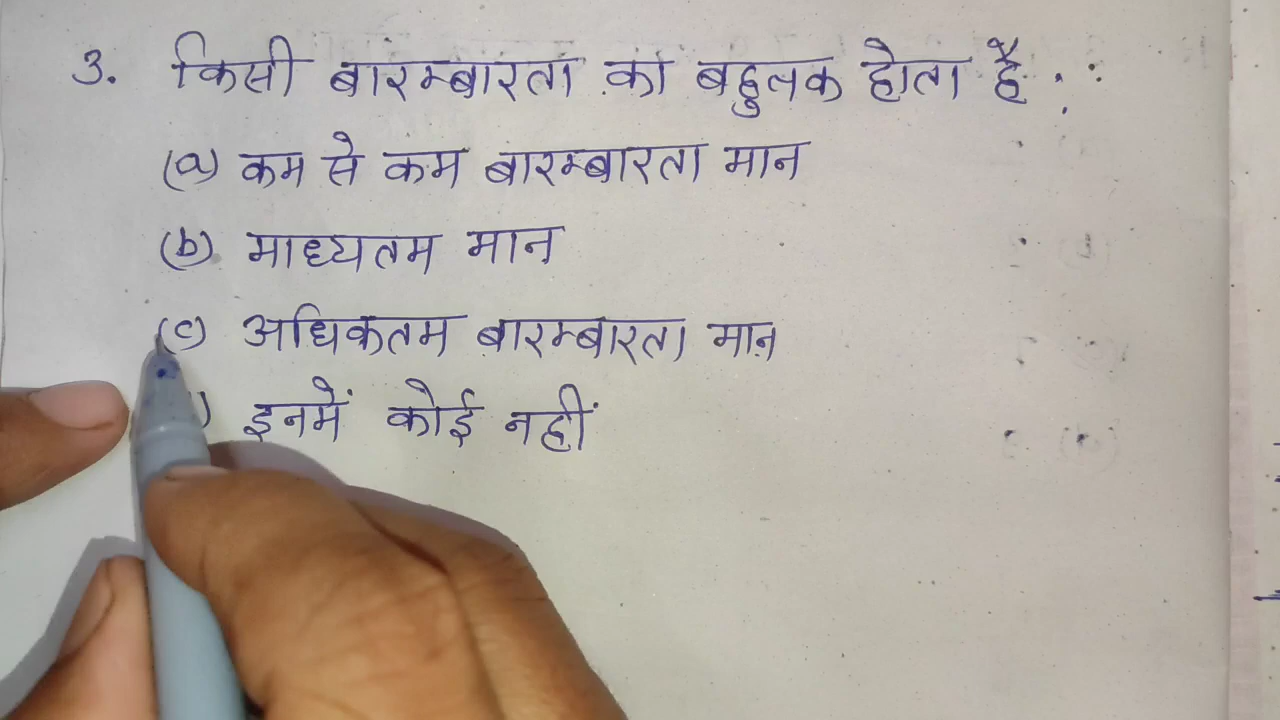 3. किसी बारम्बारता का बहुलक होता है :
(a) कम से कम बारम्बारता मान
(b) माध्यतम मान
(c) अधिकतम बारम्बारता मान
) इनमें कोई नहीं